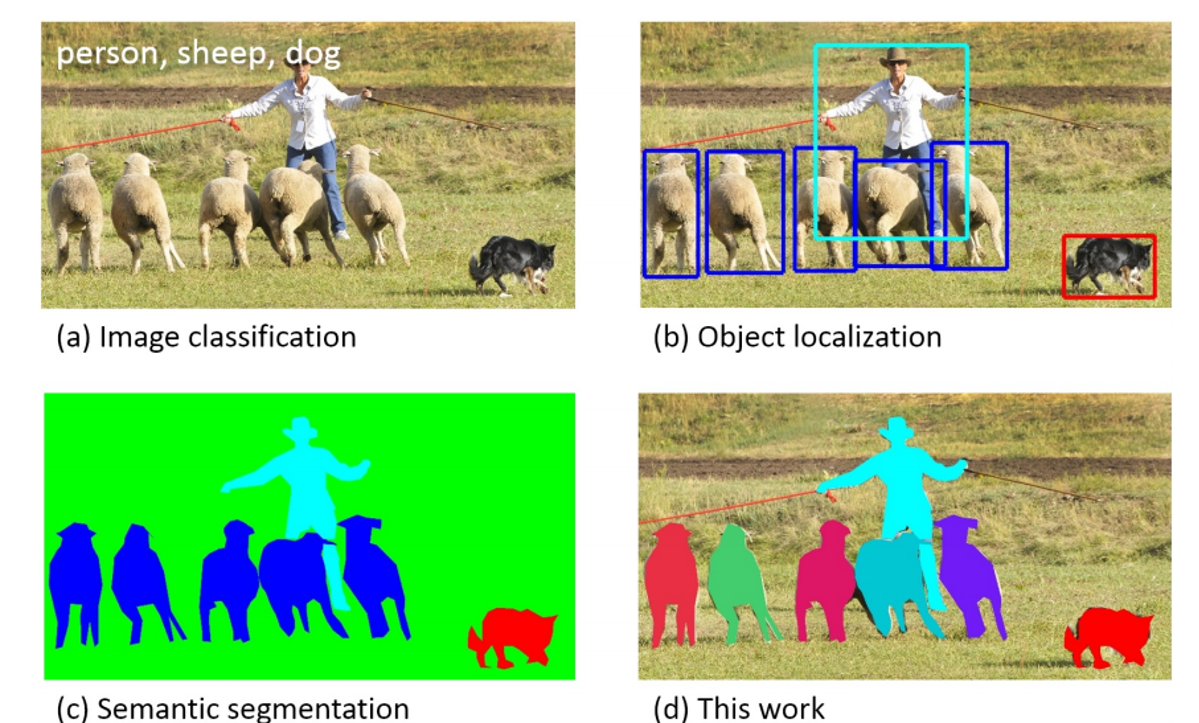 person, sheep, dog
(a) Image classification
(b) Object localization
(c) Semantic segmentation
(d) This work